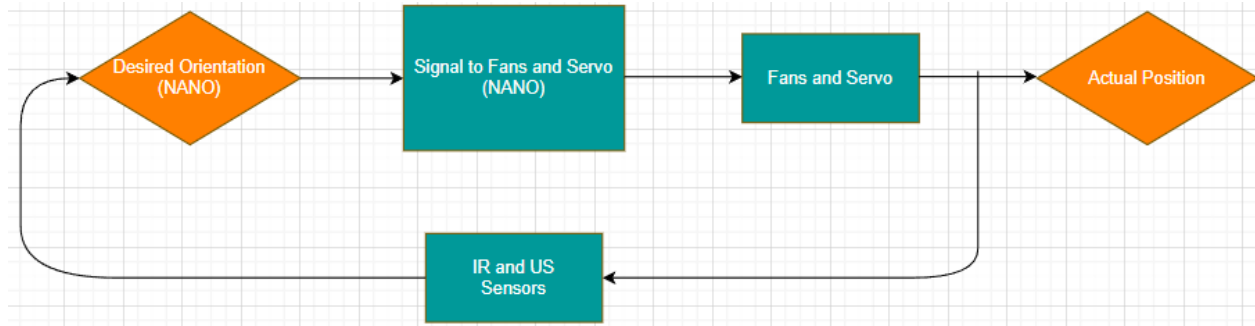 Desired Orientation
(NANO)
Signal to Fans and Servo
(NANO)
Fans and Servo
Actual Position
IR and US
Sensors